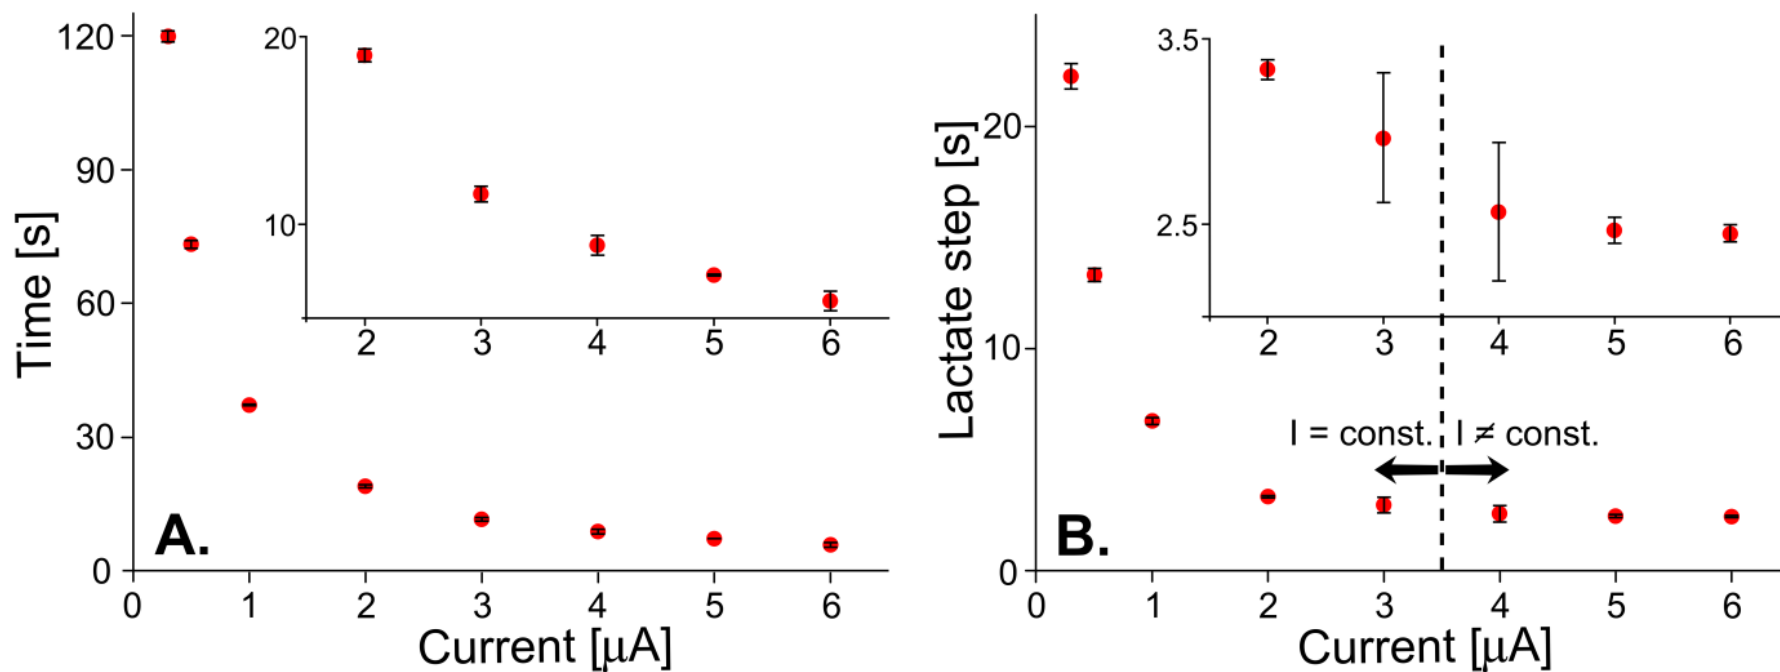 Time [s]
120
90
60
30
0
20
10
2 3 4 5 6
A.
0 1 2 3 4 5 6
Current [μA]
Lactate step [s]
20
10
0
3.5
2.5
2 3 4 5 6
I = const. I ≠ const.
B.
0 1 2 3 4 5 6
Current [μA]